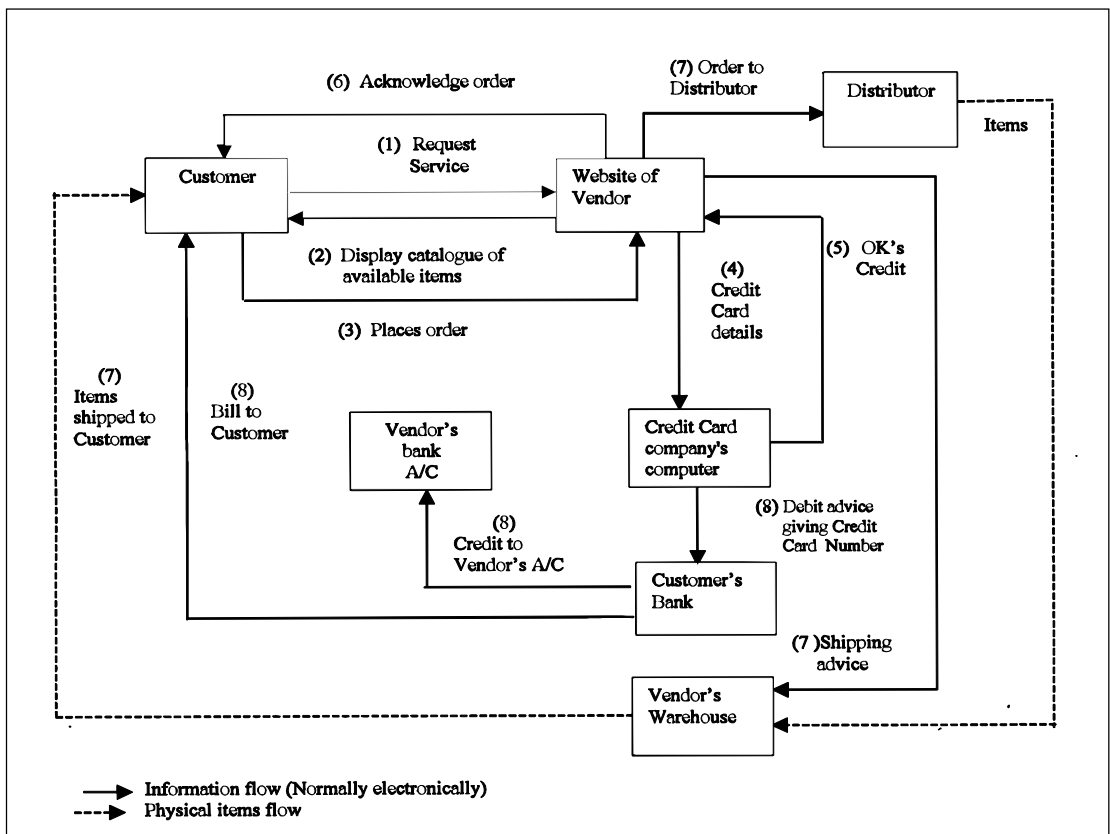 (6) Acknowledge order
(7) Order to
Distributor
Distributor
Items
(1) Request
Service
Customer
Website of
Vendor
(2) Display catalogue of
available items
(3) Places order
(4)
Credit
Card
details
(5) OK's
Credit
(7)
Items
shipped to
Customer
(8)
Bill to
Customer
Vendor's
bank
A/C
Credit Card
company's
computer
(8)
Credit to
Vendor's A/C
(8) Debit advice
giving Credit
Card Number
Customer's
Bank
(7 )Shipping
advice
Vendor's
Warehouse
Information flow (Normally electronically)
Physical items flow